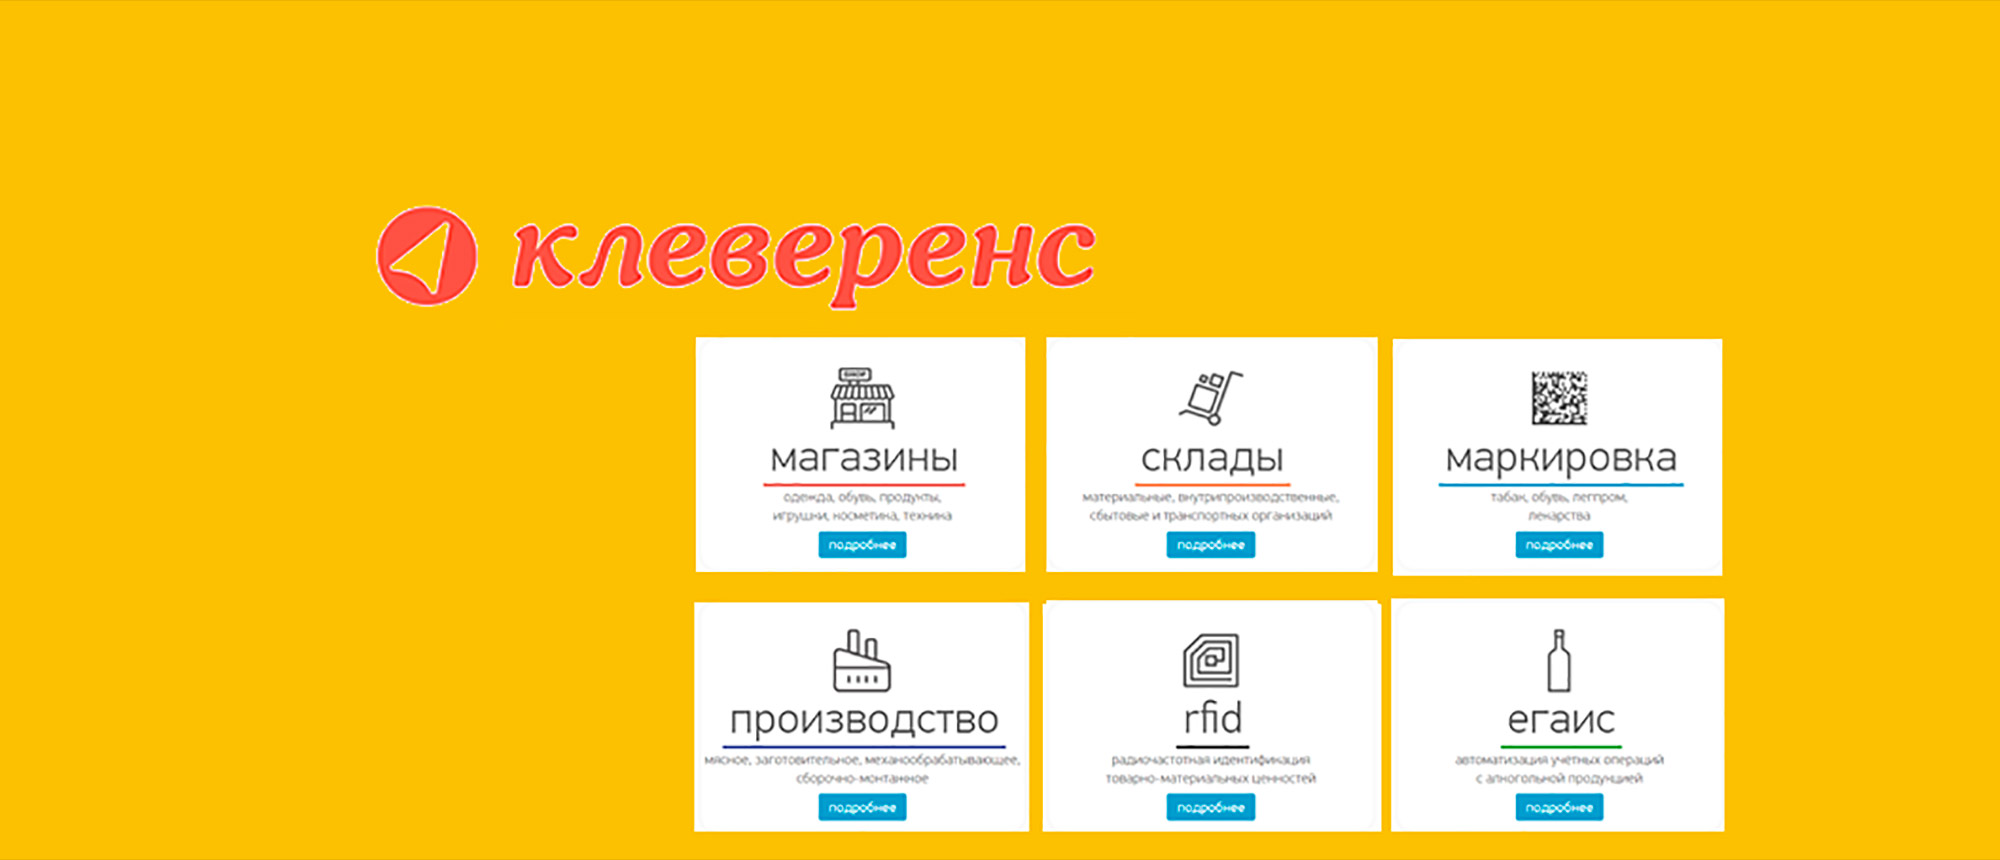 клеверенс
SHOP
магазины
одежда, обувь, продукты,
игрушки, косметика, техника
подробнее
склады
материальные, внутрипроизводственные,
сбытовые и транспортных организаций
подробнее
маркировка
табак, обувь, легпром,
лекарства
подробнее
производство
мясное, заготовительное, механообрабатывающее,
сборочно-монтажное
подробнее
rfid
радиочастотная идентификация
товарно-материальных ценностей
подробнее
егаис
автоматизация учетных операций
с алкогольной продукцией
подробнее